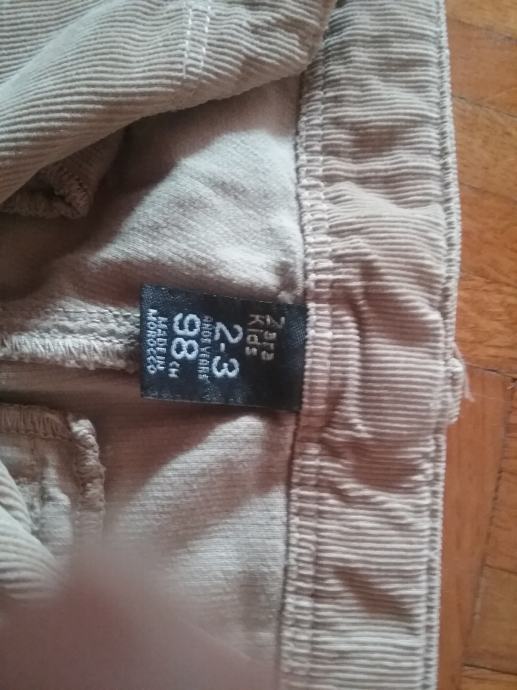 Zara
Kids
2-3
AÑOS YEARS
98 CM
MADE IN
MOROCCO